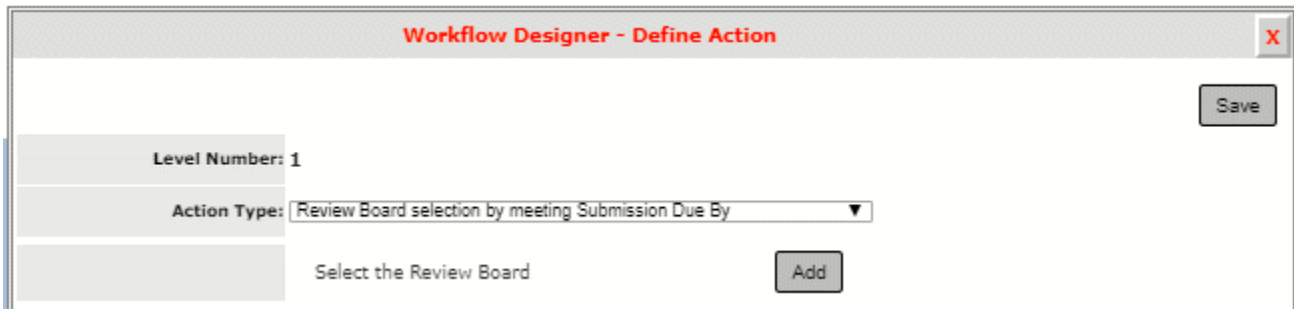 Workflow Designer - Define Action
X
Save
Level Number: 1
Action Type: Review Board selection by meeting Submission Due By ▼
Select the Review Board Add